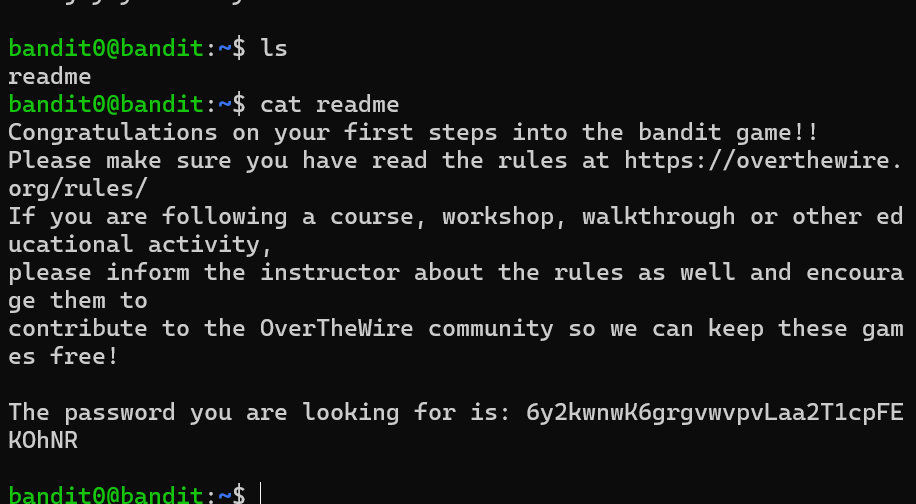 bandit0@bandit:~$ ls
readme
bandit0@bandit:~$ cat readme
Congratulations on your first steps into the bandit game!!
Please make sure you have read the rules at https://overthewire.
org/rules/
If you are following a course, workshop, walkthrough or other ed
ucational activity,
please inform the instructor about the rules as well and encoura
ge them to
contribute to the OverTheWire community so we can keep these gam
es free!
The password you are looking for is: 6y2kwnwK6grgvwvpvLaa2T1cpFE
KOhNR
bandit0@bandit:~$